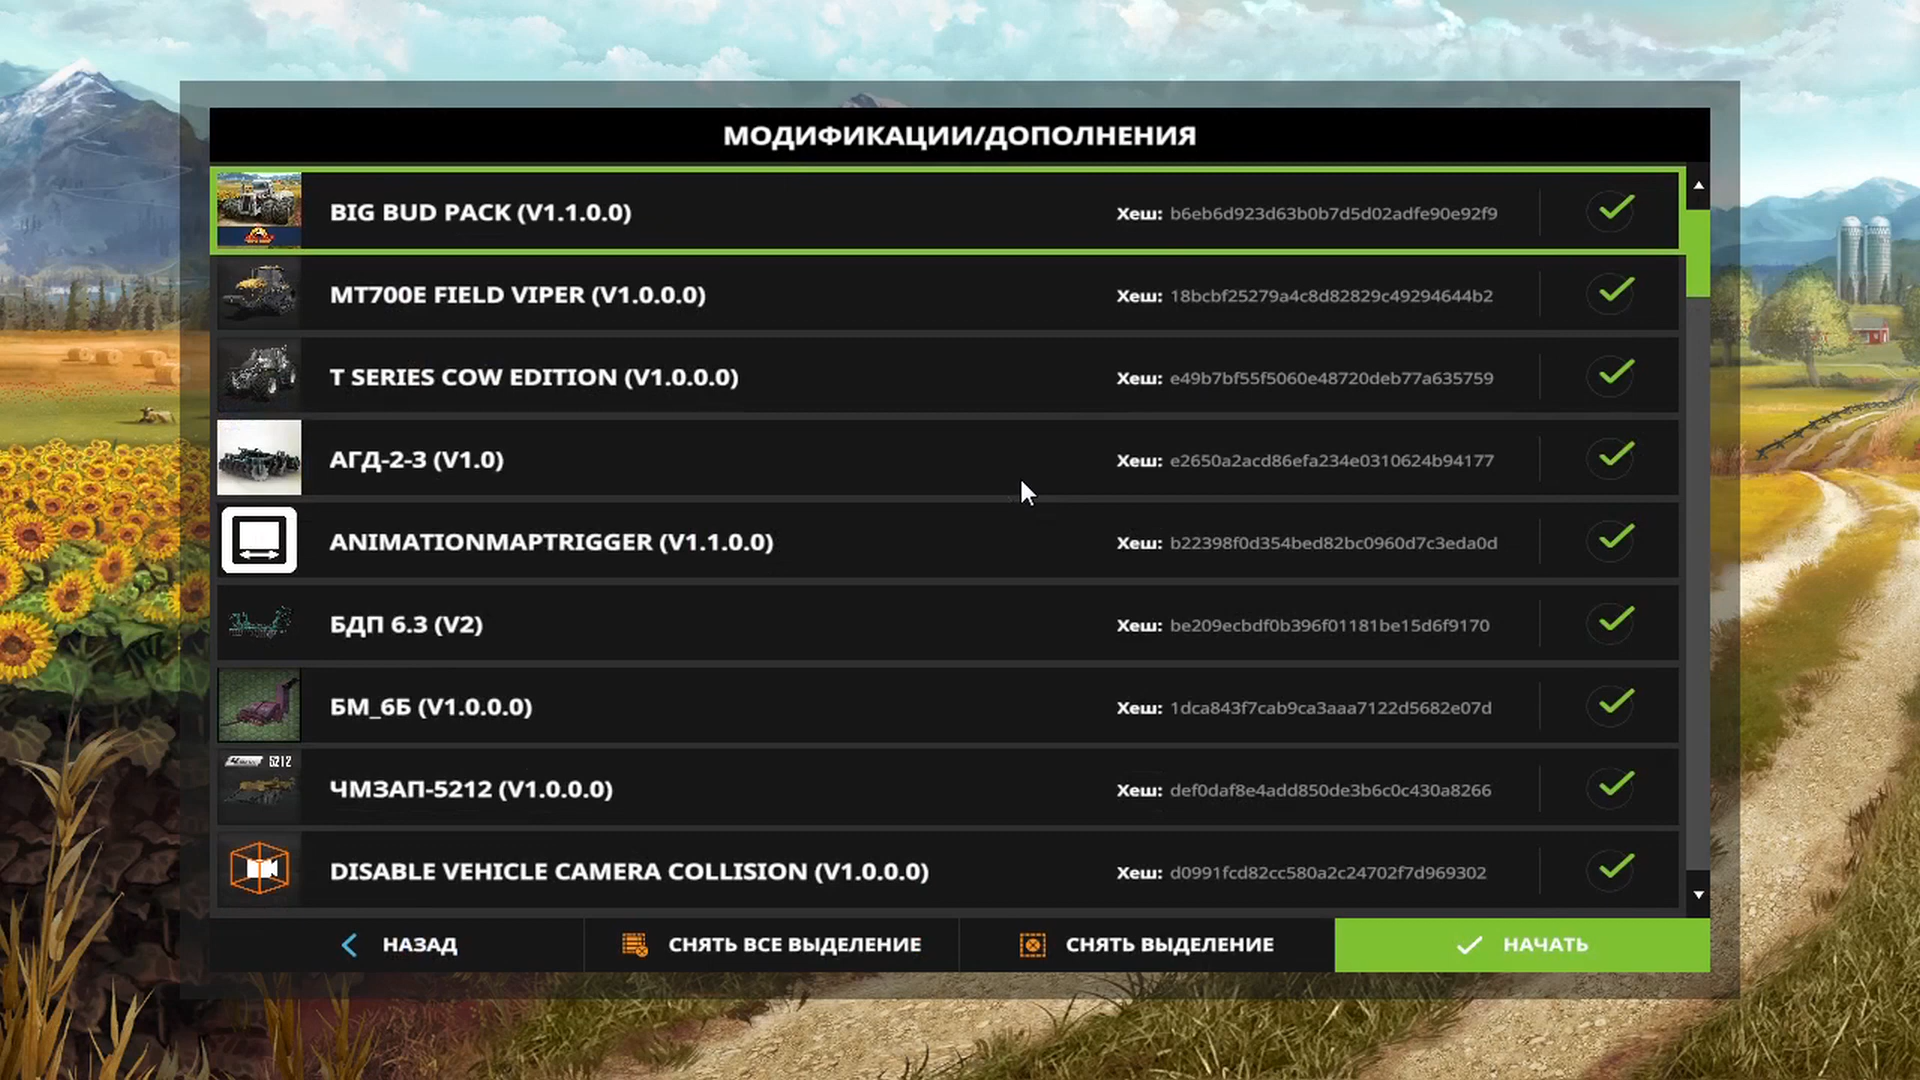 МОДИФИКАЦИИ/ДОПОЛНЕНИЯ
BIG BUD PACK (V1.1.0.0) Хеш: b6eb6d923d63b0b7d5d02adfe90e92f9
MT700E FIELD VIPER (V1.0.0.0) Хеш: 18bcbf25279a4c8d82829c49294644b2
T SERIES COW EDITION (V1.0.0.0) Хеш: e49b7bf55f5060e48720deb77a635759
АГД-2-3 (V1.0) Хеш: e2650a2acd86efa234e0310624b94177
ANIMATIONMAPTRIGGER (V1.1.0.0) Хеш: b22398f0d354bed82bc0960d7c3eda0d
БДП 6.3 (V2) Хеш: be209ecbdf0b396f01181be15d6f9170
БМ_6Б (V1.0.0.0) Хеш: 1dca843f7cab9ca3aaa7122d5682e07d
5212
ЧМЗАП-5212 (V1.0.0.0) Хеш: def0daf8e4add850de3b6c0c430a8266
DISABLE VEHICLE CAMERA COLLISION (V1.0.0.0) Хеш: d0991fcd82cc580a2c24702f7d969302
НАЗАД СНЯТЬ ВСЕ ВЫДЕЛЕНИЕ СНЯТЬ ВЫДЕЛЕНИЕ НАЧАТЬ